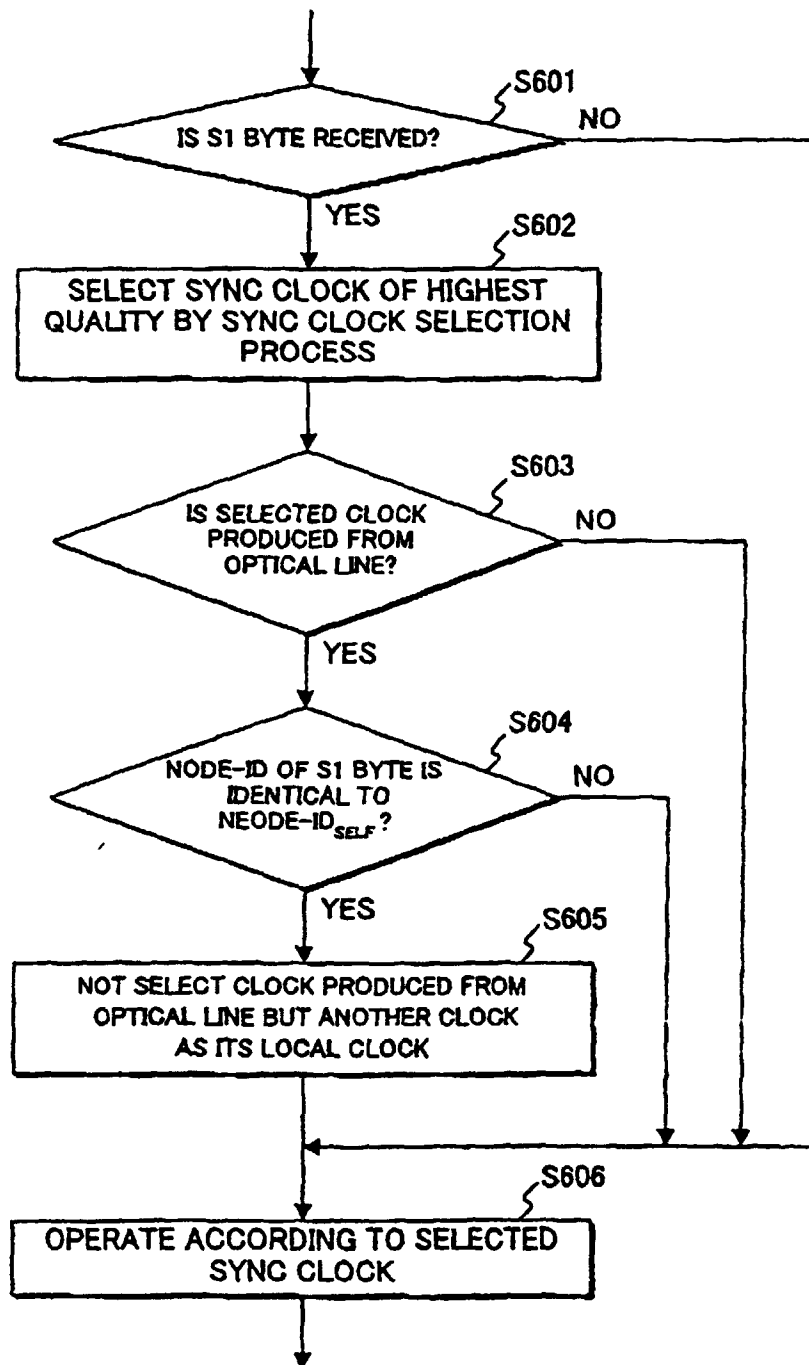 S601
IS S1 BYTE RECEIVED?
NO
YES
S602
SELECT SYNC CLOCK OF HIGHEST
QUALITY BY SYNC CLOCK SELECTION
PROCESS
S603
IS SELECTED CLOCK
PRODUCED FROM
OPTICAL LINE?
NO
YES
S604
NODE-ID OF S1 BYTE IS
IDENTICAL TO
NEODE-ID SELF ?
NO
YES
S605
NOT SELECT CLOCK PRODUCED FROM
OPTICAL LINE BUT ANOTHER CLOCK
AS ITS LOCAL CLOCK
S606
OPERATE ACCORDING TO SELECTED
SYNC CLOCK